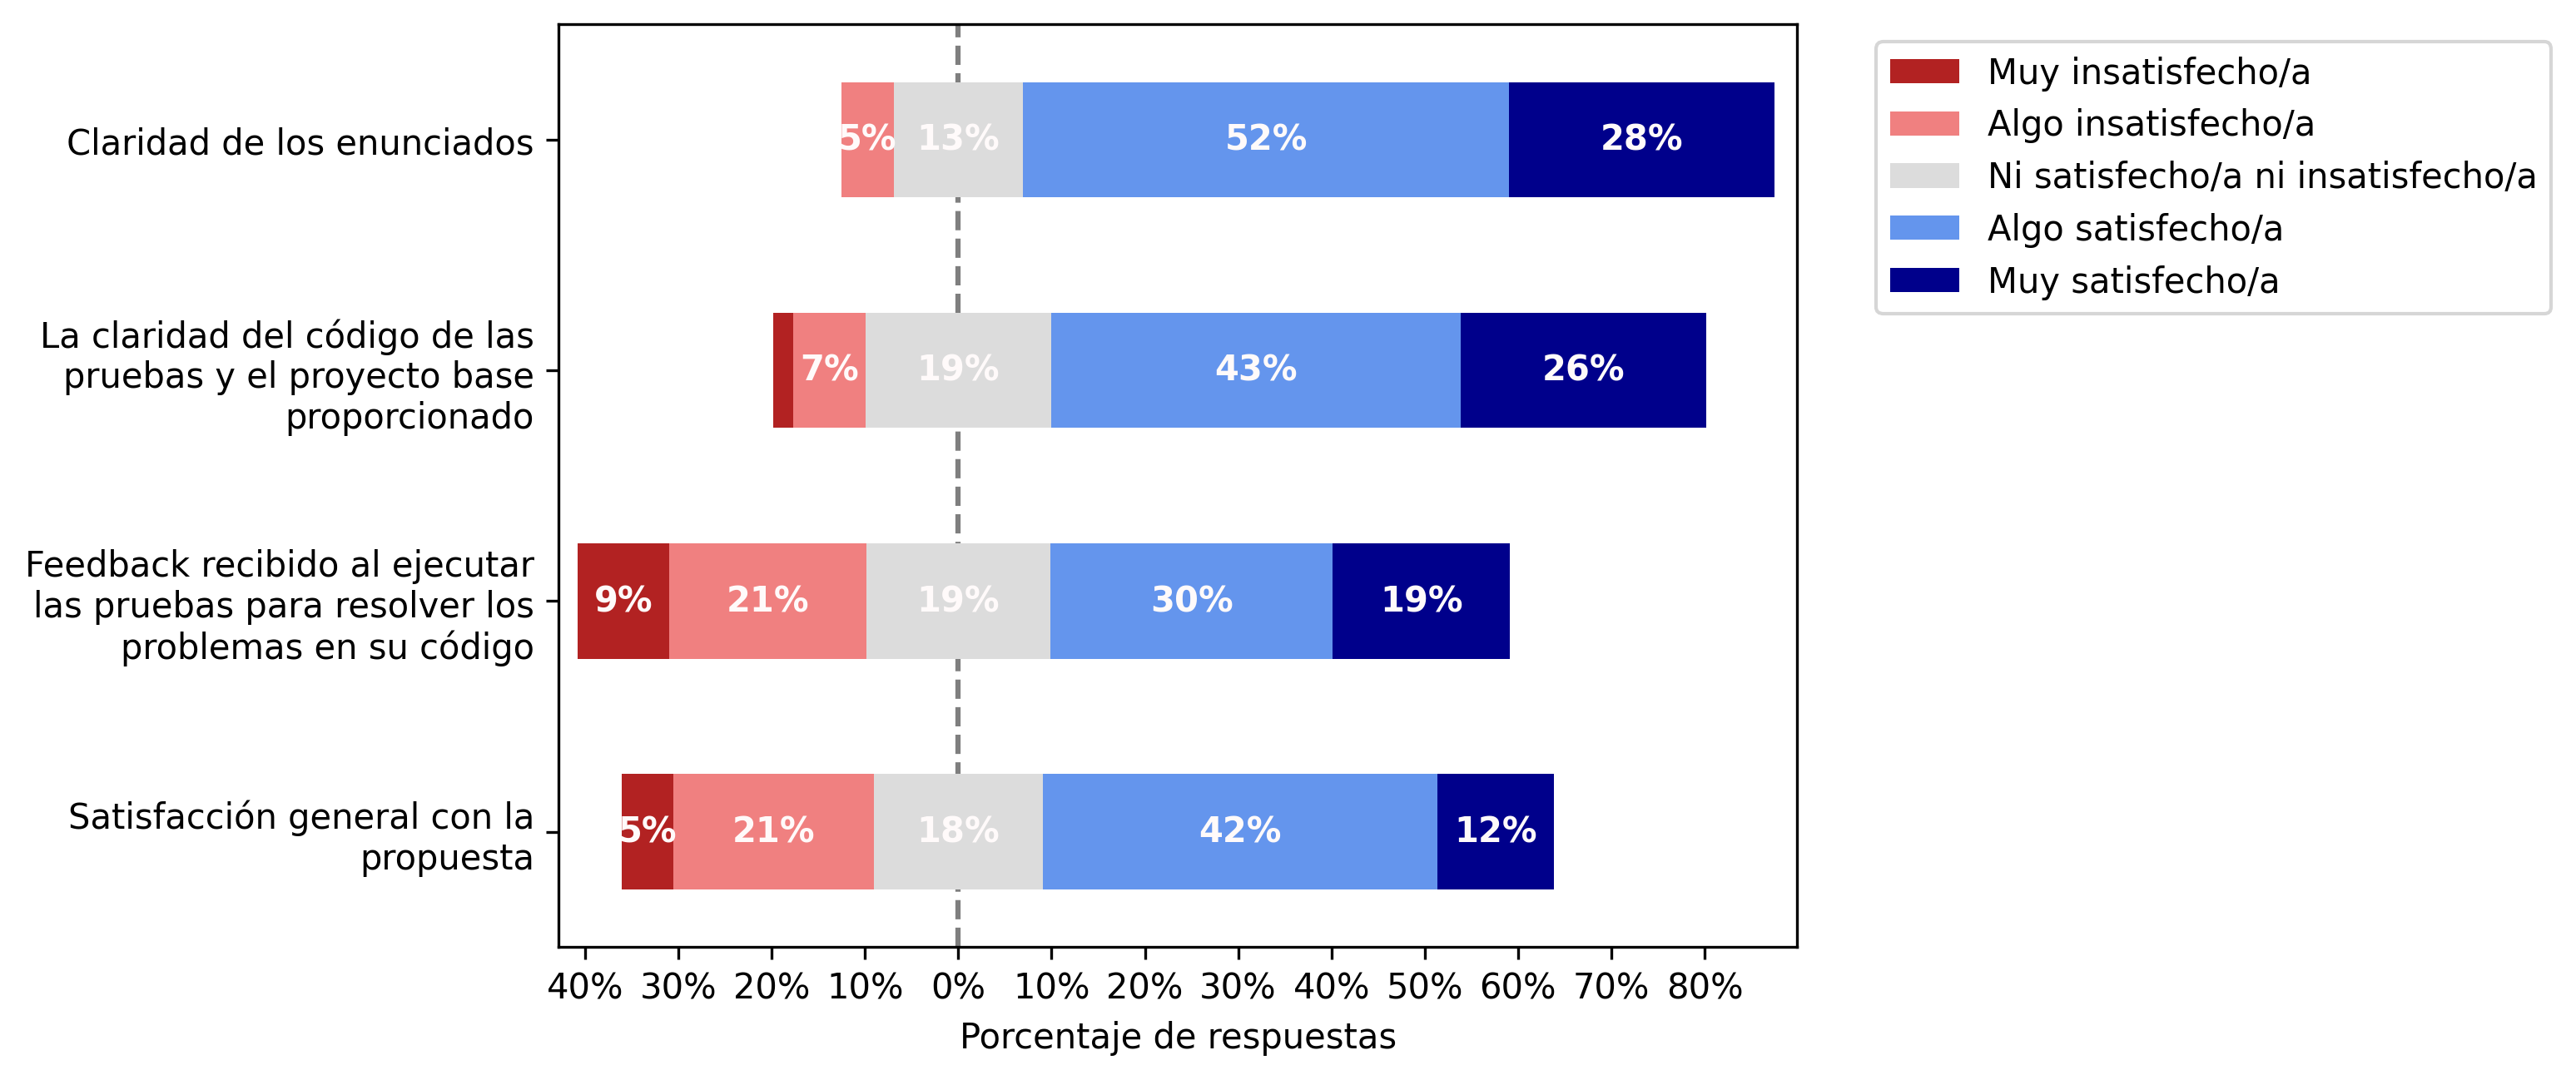 Claridad de los enunciados
5% 13% 52% 28%
La claridad del código de las
pruebas y el proyecto base
proporcionado
7% 19% 43% 26%
Feedback recibido al ejecutar
las pruebas para resolver los
problemas en su código
9% 21% 19% 30% 19%
Satisfacción general con la
propuesta
5% 21% 18% 42% 12%
40% 30% 20% 10% 0% 10% 20% 30% 40% 50% 60% 70% 80%
Porcentaje de respuestas
Muy insatisfecho/a
Algo insatisfecho/a
Ni satisfecho/a ni insatisfecho/a
Algo satisfecho/a
Muy satisfecho/a